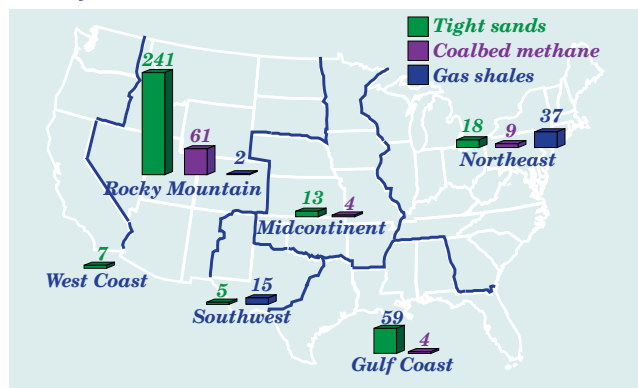 Tight sands
Coalbed methane
Gas shales
241
61
2
Rocky Mountain
18
9
37
Northeast
13
4
Midcontinent
7
West Coast
5
15
Southwest
59
4
Gulf Coast